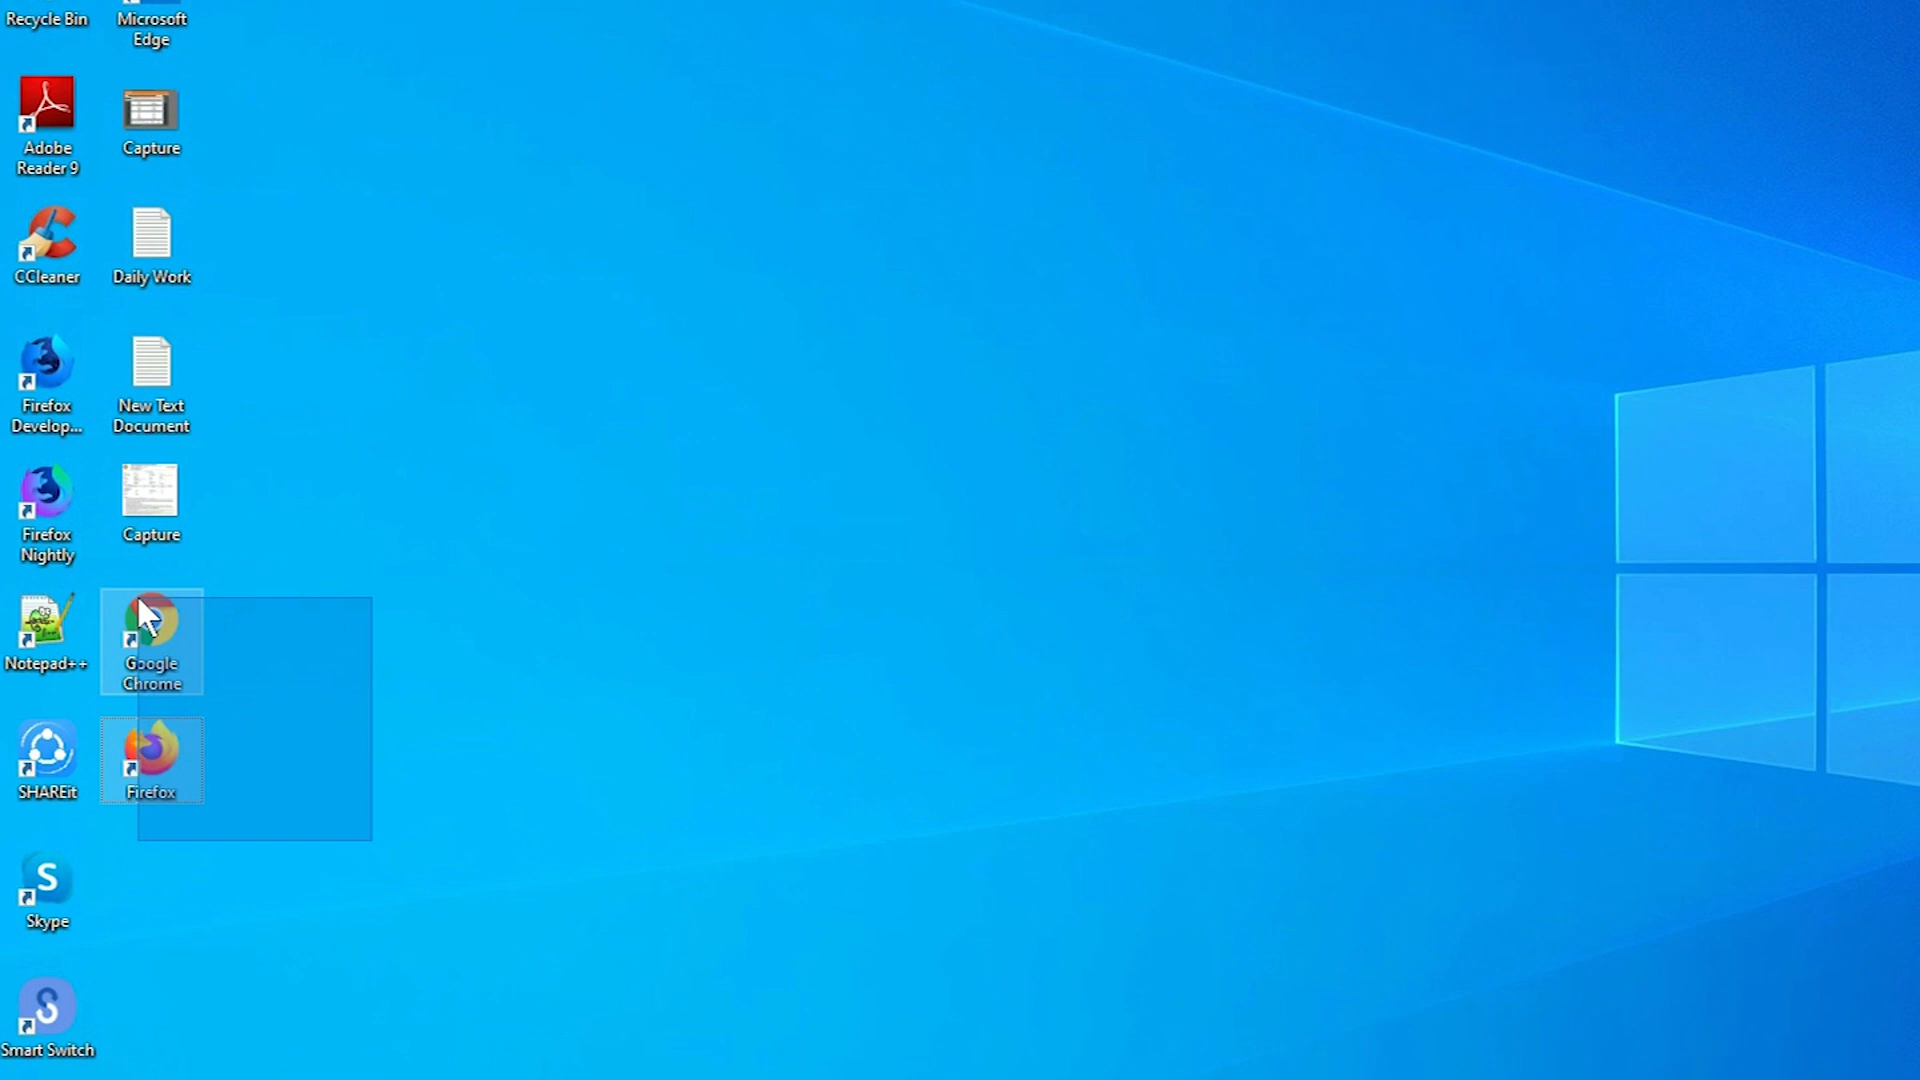 Recycle Bin
Microsoft
Edge
Adobe
Reader 9
Capture
CCleaner
Daily Work
Firefox
Develop...
New Text
Document
Firefox
Nightly
Capture
Notepad++
Google
Chrome
SHAREit
Firefox
S
Skype
Smart Switch